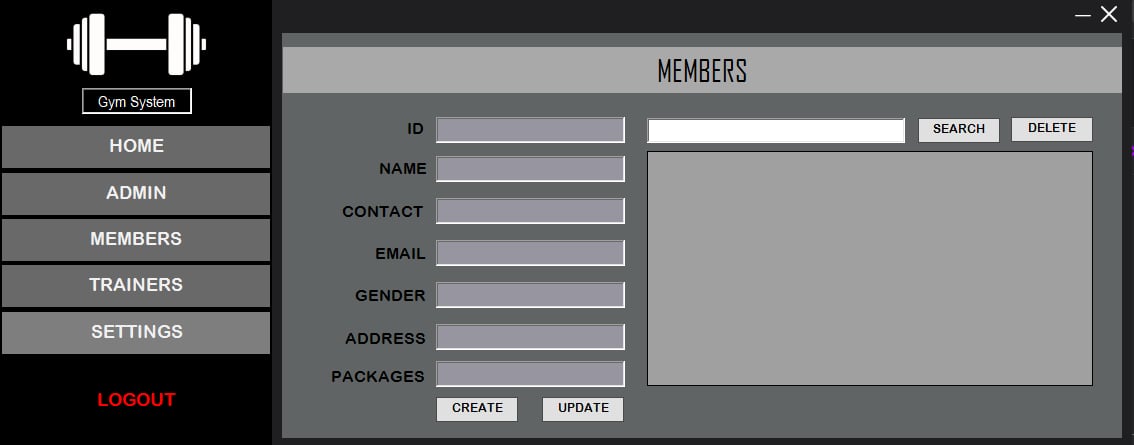 Gym System
HOME
ADMIN
MEMBERS
TRAINERS
SETTINGS
LOGOUT
MEMBERS
ID
NAME
CONTACT
EMAIL
GENDER
ADDRESS
PACKAGES
CREATE UPDATE
SEARCH DELETE